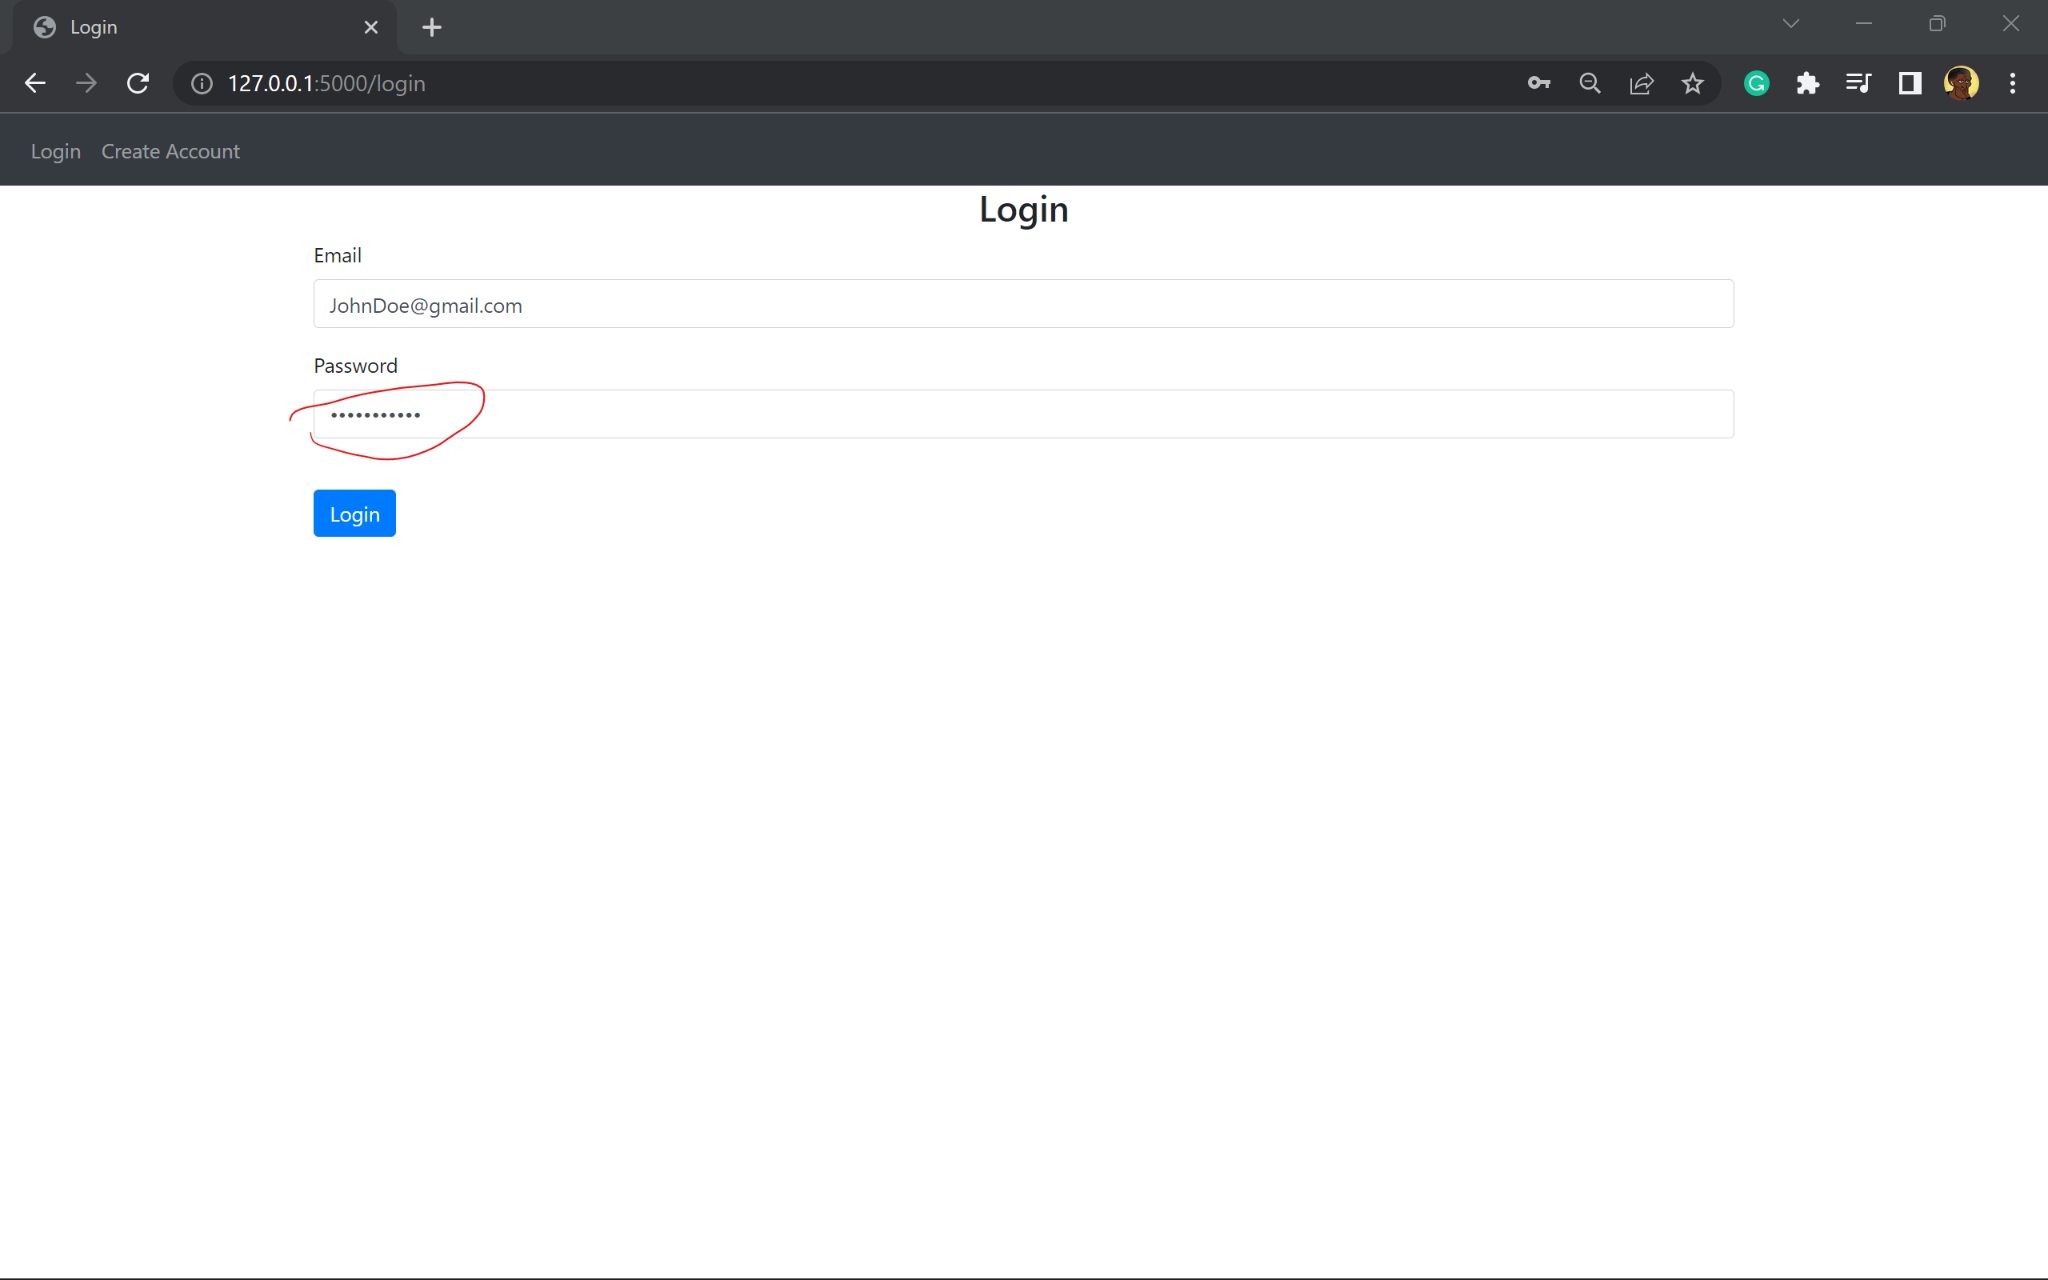 Login
127.0.0.1:5000/login
Login Create Account
Login
Email
JohnDoe@gmail.com
Password
•••••••••••
Login